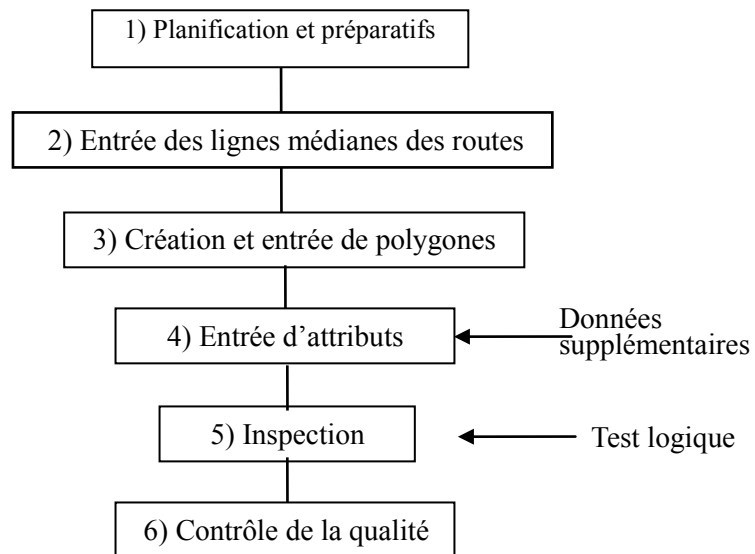 1) Planification et préparatifs
2) Entrée des lignes médianes des routes
3) Création et entrée de polygones
4) Entrée d’attributs
Données
supplémentaires
5) Inspection
Test logique
6) Contrôle de la qualité